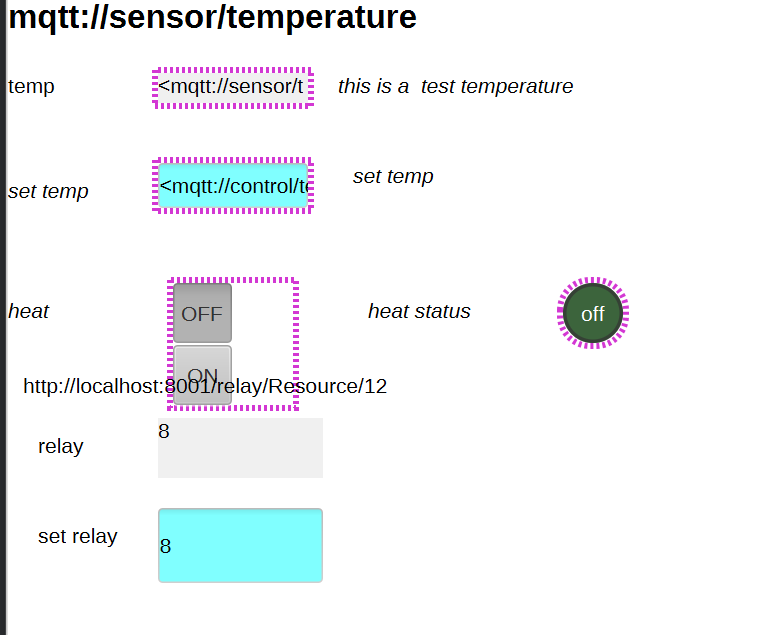 mqtt://sensor/temperature
temp
<mqtt://sensor/t
this is a  test temperature
set temp
<mqtt://control/te
set temp
heat
OFF
heat status
off
ON
http://localhost:8001/relay/Resource/12
relay
8
set relay
8